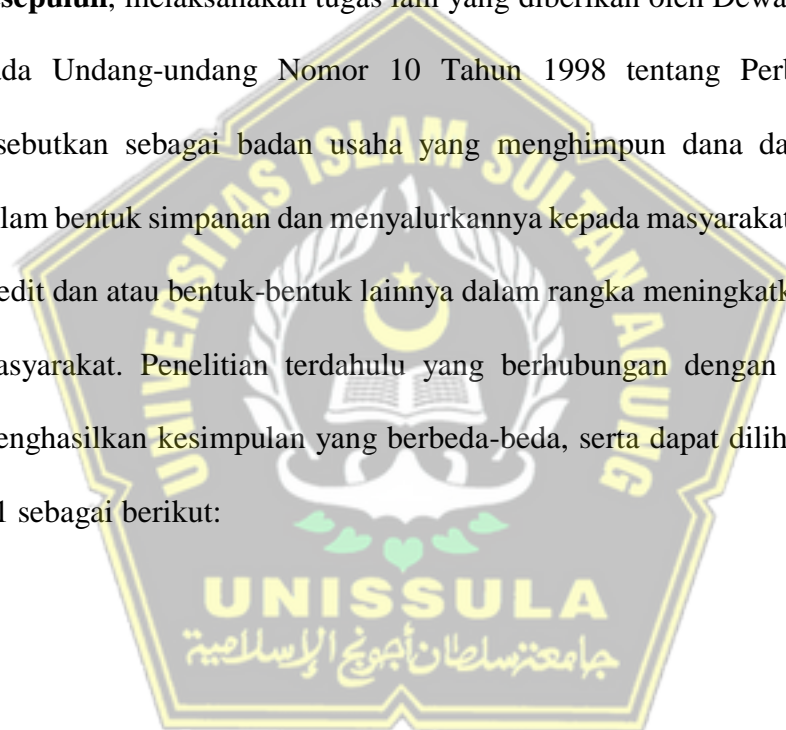 sepuluh, melaksanakan tugas lain yang diberikan oleh Dewa
ada Undang-undang Nomor 10 Tahun 1998 tentang Perb
sebutkan sebagai badan usaha yang menghimpun dana da
alam bentuk simpanan dan menyalurkannya kepada masyarakat
edit dan atau bentuk-bentuk lainnya dalam rangka meningkatk
asyarakat. Penelitian terdahulu yang berhubungan dengan
enghasilkan kesimpulan yang berbeda-beda, serta dapat dilih
1 sebagai berikut:
UNIVERSITAS ISLAM SULTAN AGUNG
UNISSULA
جامعة سلطان أجونج الإسلامية